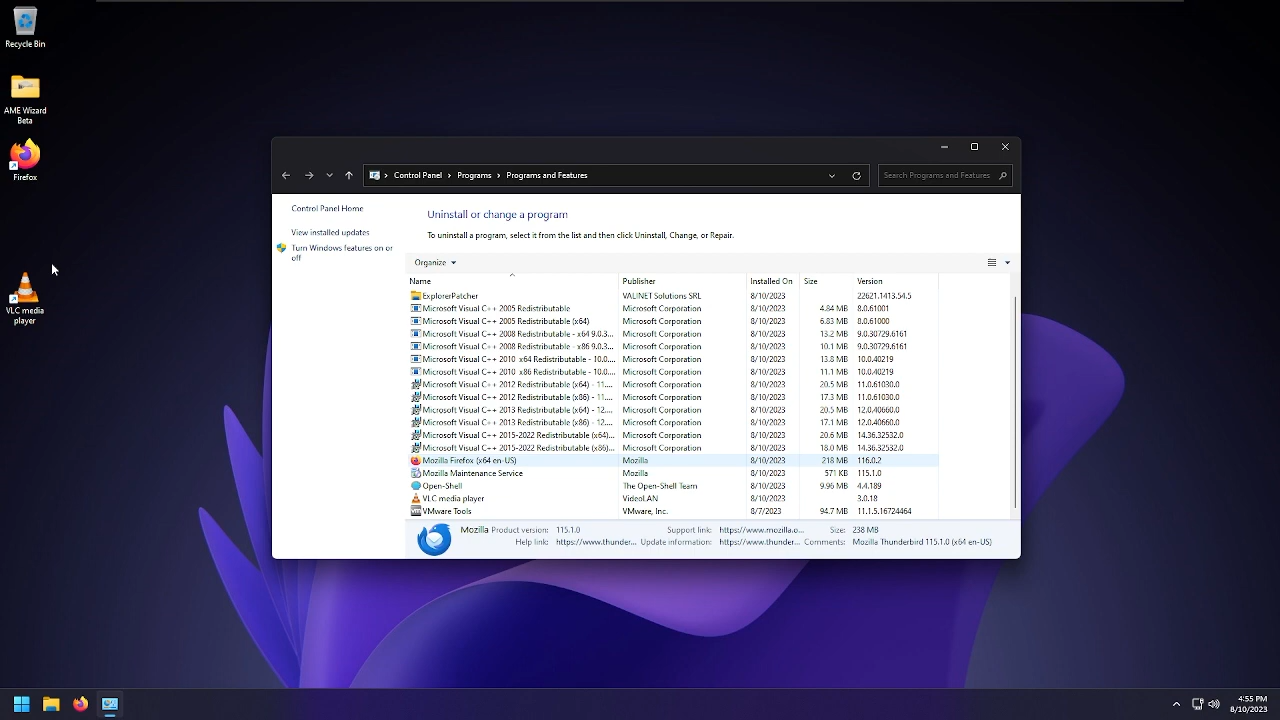 Recycle Bin
AME Wizard
Beta
Firefox
VLC media
player
Control Panel
Programs
Programs and Features
Search Programs and Features
Control Panel Home
View installed updates
Turn Windows features on or
off
Uninstall or change a program
To uninstall a program, select it from the list and then click Uninstall, Change, or Repair.
Organize
Name Publisher Installed On Size Version
ExplorerPatcher VALINET Solutions SRL 8/10/2023 22621.1413.54.5
Microsoft Visual C++ 2005 Redistributable Microsoft Corporation 8/10/2023 4.84 MB 8.0.61001
Microsoft Visual C++ 2005 Redistributable (x64) Microsoft Corporation 8/10/2023 6.83 MB 8.0.61000
Microsoft Visual C++ 2008 Redistributable - x64 9.0.3... Microsoft Corporation 8/10/2023 13.2 MB 9.0.30729.6161
Microsoft Visual C++ 2008 Redistributable - x86 9.0.3... Microsoft Corporation 8/10/2023 10.1 MB 9.0.30729.6161
Microsoft Visual C++ 2010 x64 Redistributable - 10.0.... Microsoft Corporation 8/10/2023 13.8 MB 10.0.40219
Microsoft Visual C++ 2010 x86 Redistributable - 10.0.... Microsoft Corporation 8/10/2023 11.1 MB 10.0.40219
Microsoft Visual C++ 2012 Redistributable (x64) - 11.... Microsoft Corporation 8/10/2023 20.5 MB 11.0.61030.0
Microsoft Visual C++ 2012 Redistributable (x86) - 11.... Microsoft Corporation 8/10/2023 17.3 MB 11.0.61030.0
Microsoft Visual C++ 2013 Redistributable (x64) - 12.... Microsoft Corporation 8/10/2023 20.5 MB 12.0.40660.0
Microsoft Visual C++ 2013 Redistributable (x86) - 12.... Microsoft Corporation 8/10/2023 17.1 MB 12.0.40660.0
Microsoft Visual C++ 2015-2022 Redistributable (x64)... Microsoft Corporation 8/10/2023 20.6 MB 14.36.32532.0
Microsoft Visual C++ 2015-2022 Redistributable (x86)... Microsoft Corporation 8/10/2023 18.0 MB 14.36.32532.0
Mozilla Firefox (x64 en-US) Mozilla 8/10/2023 218 MB 116.0.2
Mozilla Maintenance Service Mozilla 8/10/2023 571 KB 115.1.0
Open-Shell The Open-Shell Team 8/10/2023 9.96 MB 4.4.189
VLC media player VideoLAN 8/10/2023 3.0.18
VMware Tools VMware, Inc. 8/7/2023 94.7 MB 11.1.5.16724464
Mozilla Product version: 115.1.0 Support link: https://www.mozilla.o... Size: 238 MB
Help link: https://www.thunder... Update information: https://www.thunder... Comments: Mozilla Thunderbird 115.1.0 (x64 en-US)
4:55 PM
8/10/2023